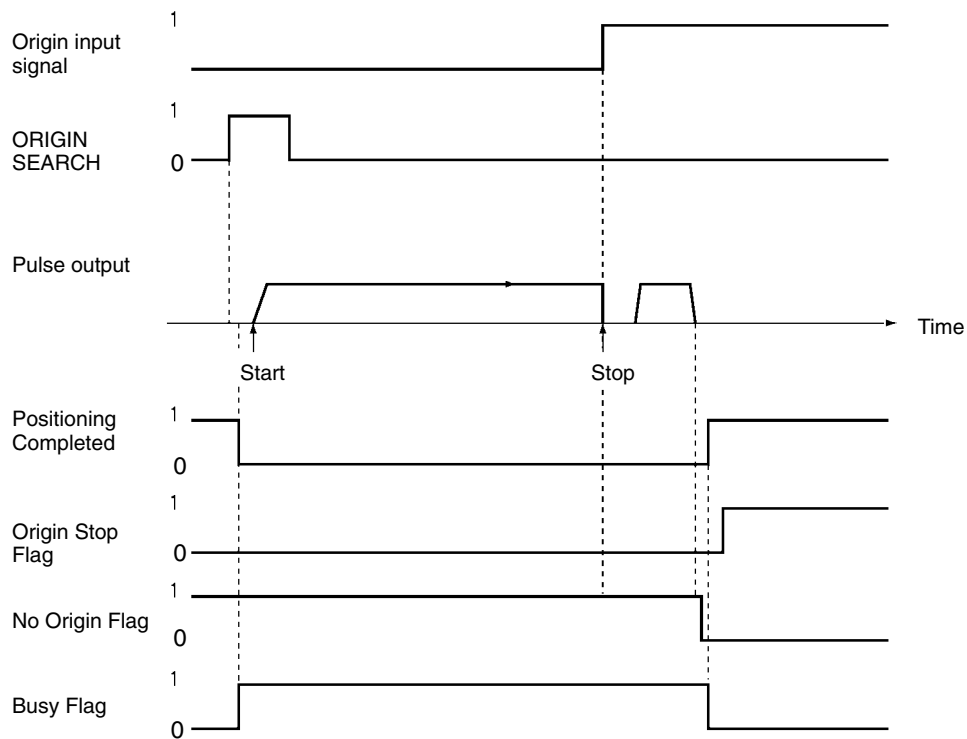 1
Origin input
signal
1
ORIGIN
SEARCH
0
Pulse output
Time
Start
Stop
1
Positioning
Completed
0
1
Origin Stop
Flag
0
1
No Origin Flag
0
1
Busy Flag
0